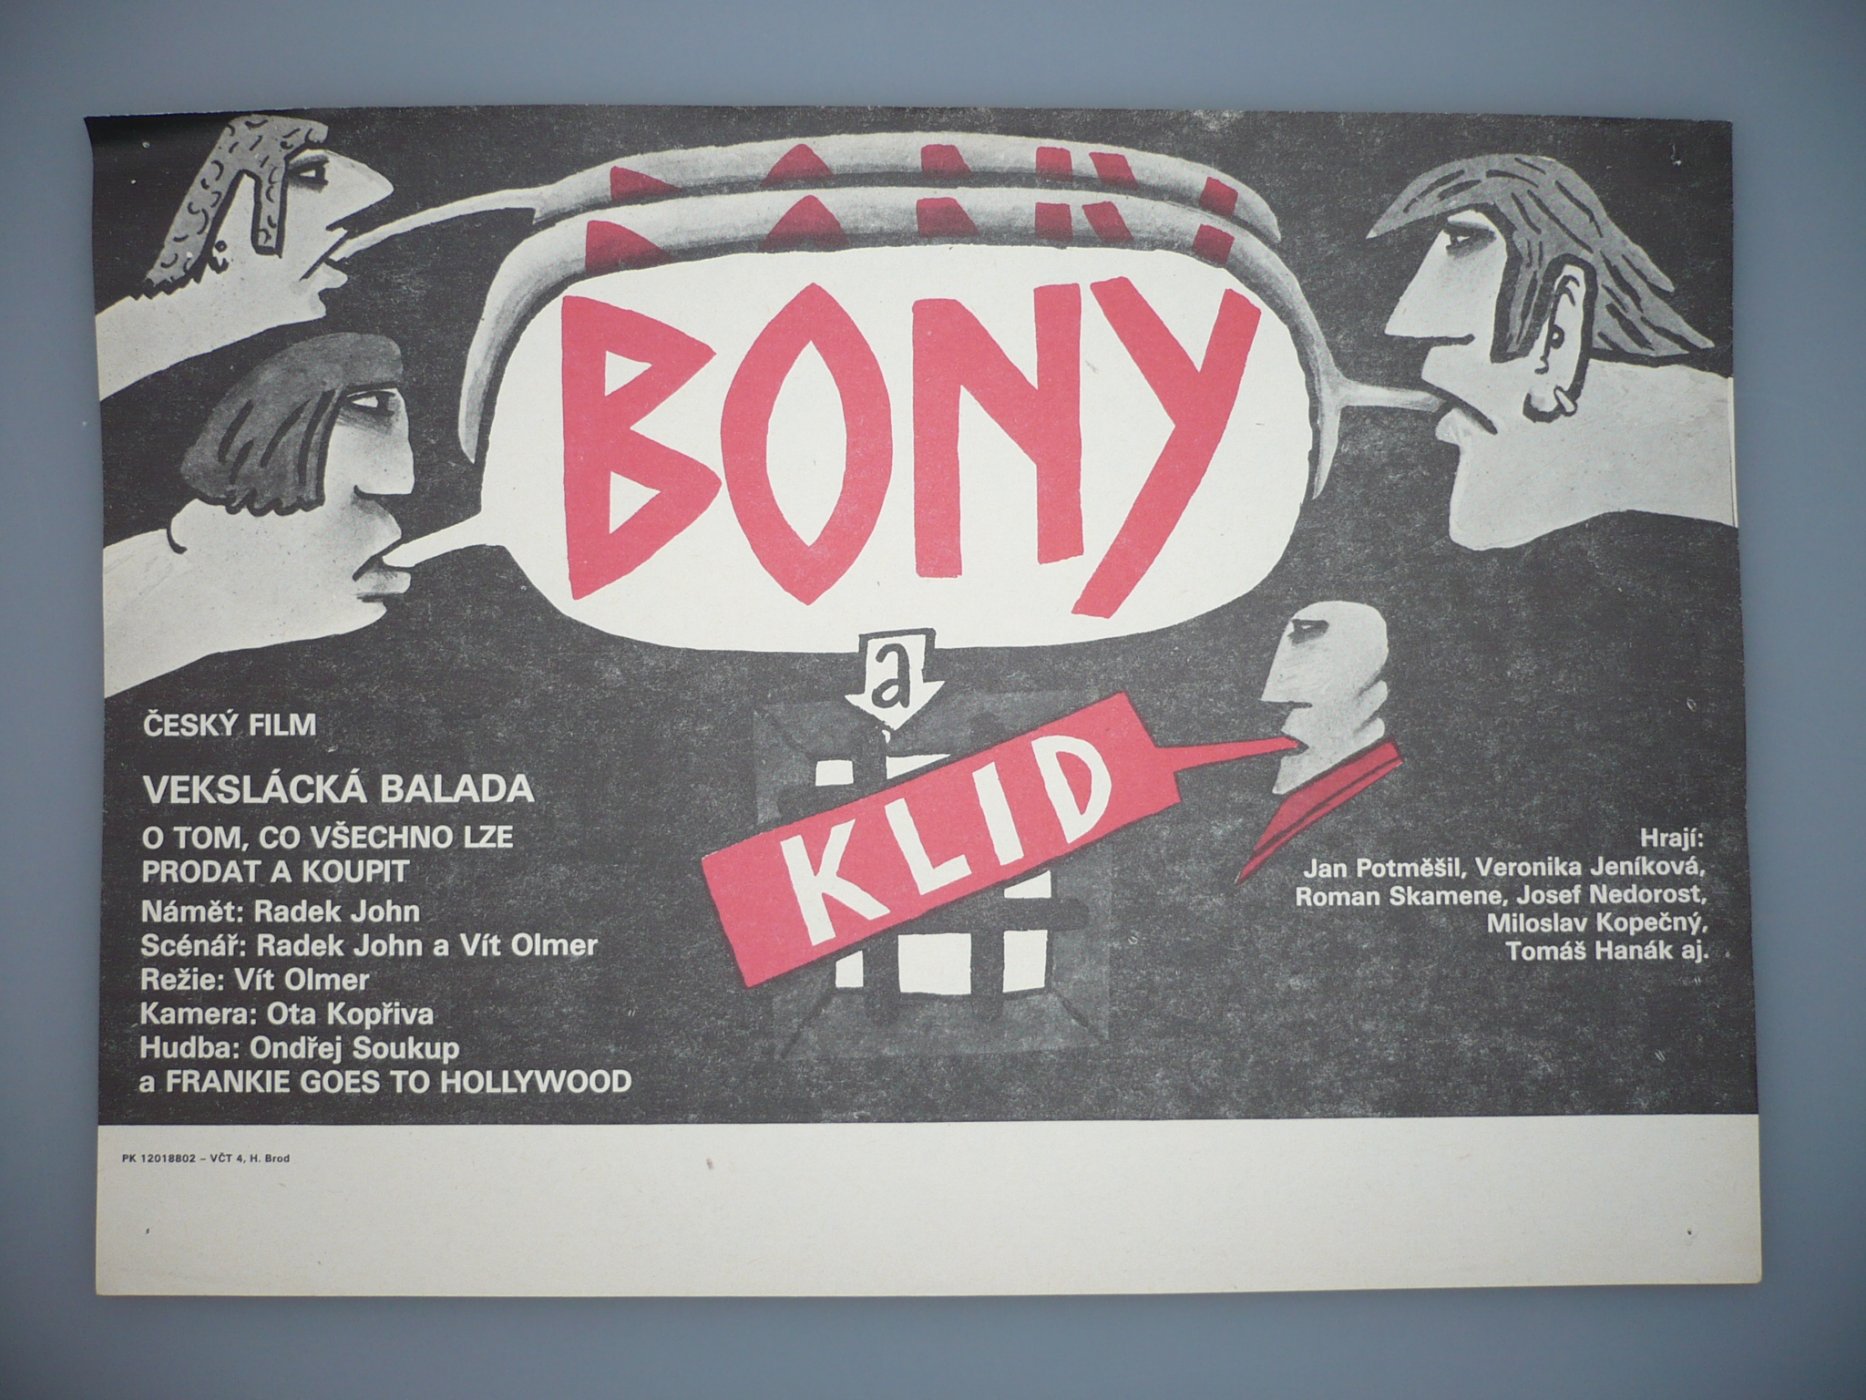 BONY
a
KLID
ČESKÝ FILM
VEKSLÁCKÁ BALADA
O TOM, CO VŠECHNO LZE
PRODAT A KOUPIT
Námět: Radek John
Scénář: Radek John a Vít Olmer
Režie: Vít Olmer
Kamera: Ota Kopřiva
Hudba: Ondřej Soukup
a FRANKIE GOES TO HOLLYWOOD
Hrají:
Jan Potměšil, Veronika Jeníková,
Roman Skamene, Josef Nedorost,
Miloslav Kopečný,
Tomáš Hanák aj.
PK 12018802 – VČT 4, H. Brod